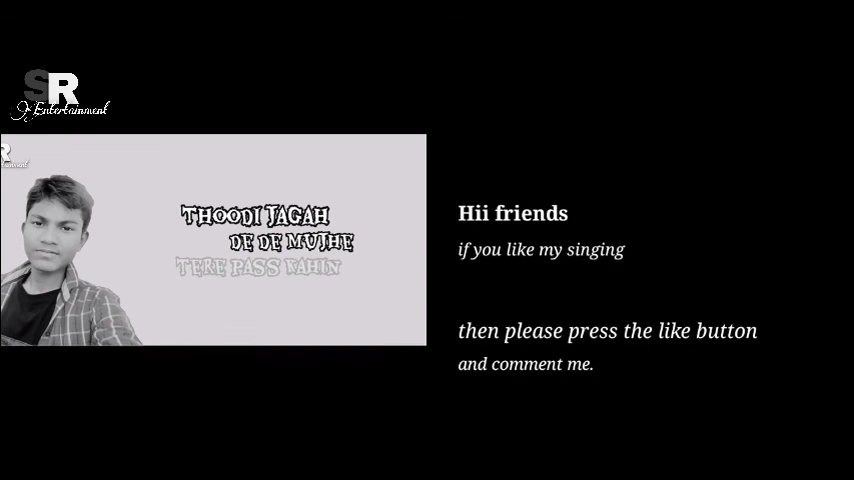 SR
Entertainment
R
THOODI JAGAH
DE DE MUJHE
TERE PASS KAHIN
Hii friends
if you like my singing
then please press the like button
and comment me.